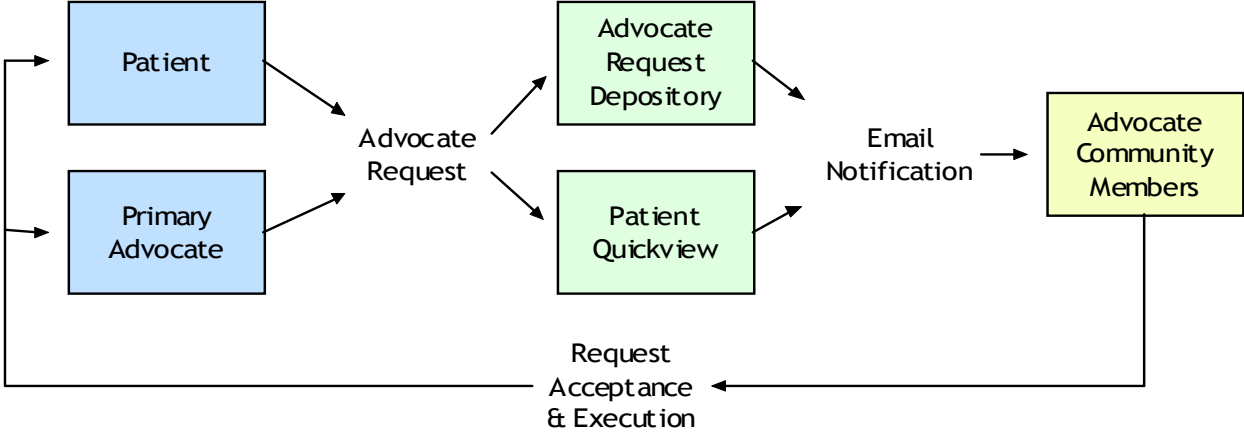 Patient
Primary
Advocate
Advocate
Request
Advocate
Request
Depository
Patient
Quickview
Email
Notification
Advocate
Community
Members
Request
Acceptance
& Execution